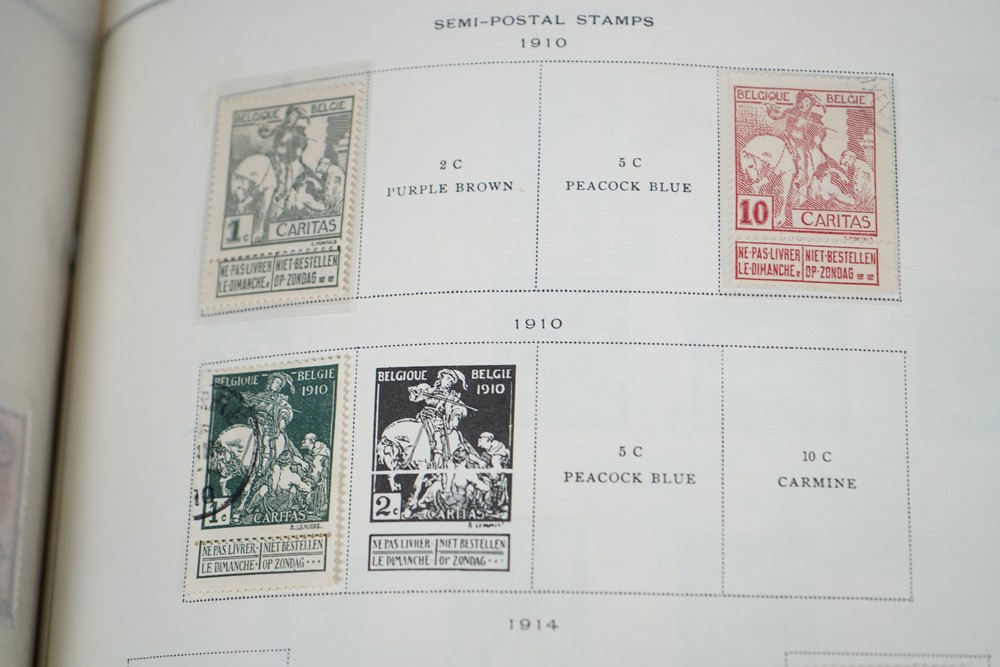 SEMI-POSTAL STAMPS
1910
BELGIQUE BELGIE
1c
CARITAS
NE·PAS·LIVRER NIET·BESTELLEN
LE·DIMANCHE. OP·ZONDAG
2 C
PURPLE BROWN
5 C
PEACOCK BLUE
BELGIQUE BELGIE
10
CARITAS
NE·PAS·LIVRER NIET·BESTELLEN
LE·DIMANCHE. OP·ZONDAG
1910
BELGIQUE BELGIE
1910
1c
CARITAS
H. LEMAIRE.
NE PAS LIVRER· NIET BESTELLEN
LE DIMANCHE· OP ZONDAG···
BELGIQUE BELGIE
1910
2c
CARITAS
NE PAS LIVRER· NIET BESTELLEN
LE DIMANCHE· OP ZONDAG···
5 C
PEACOCK BLUE
10 C
CARMINE
1914